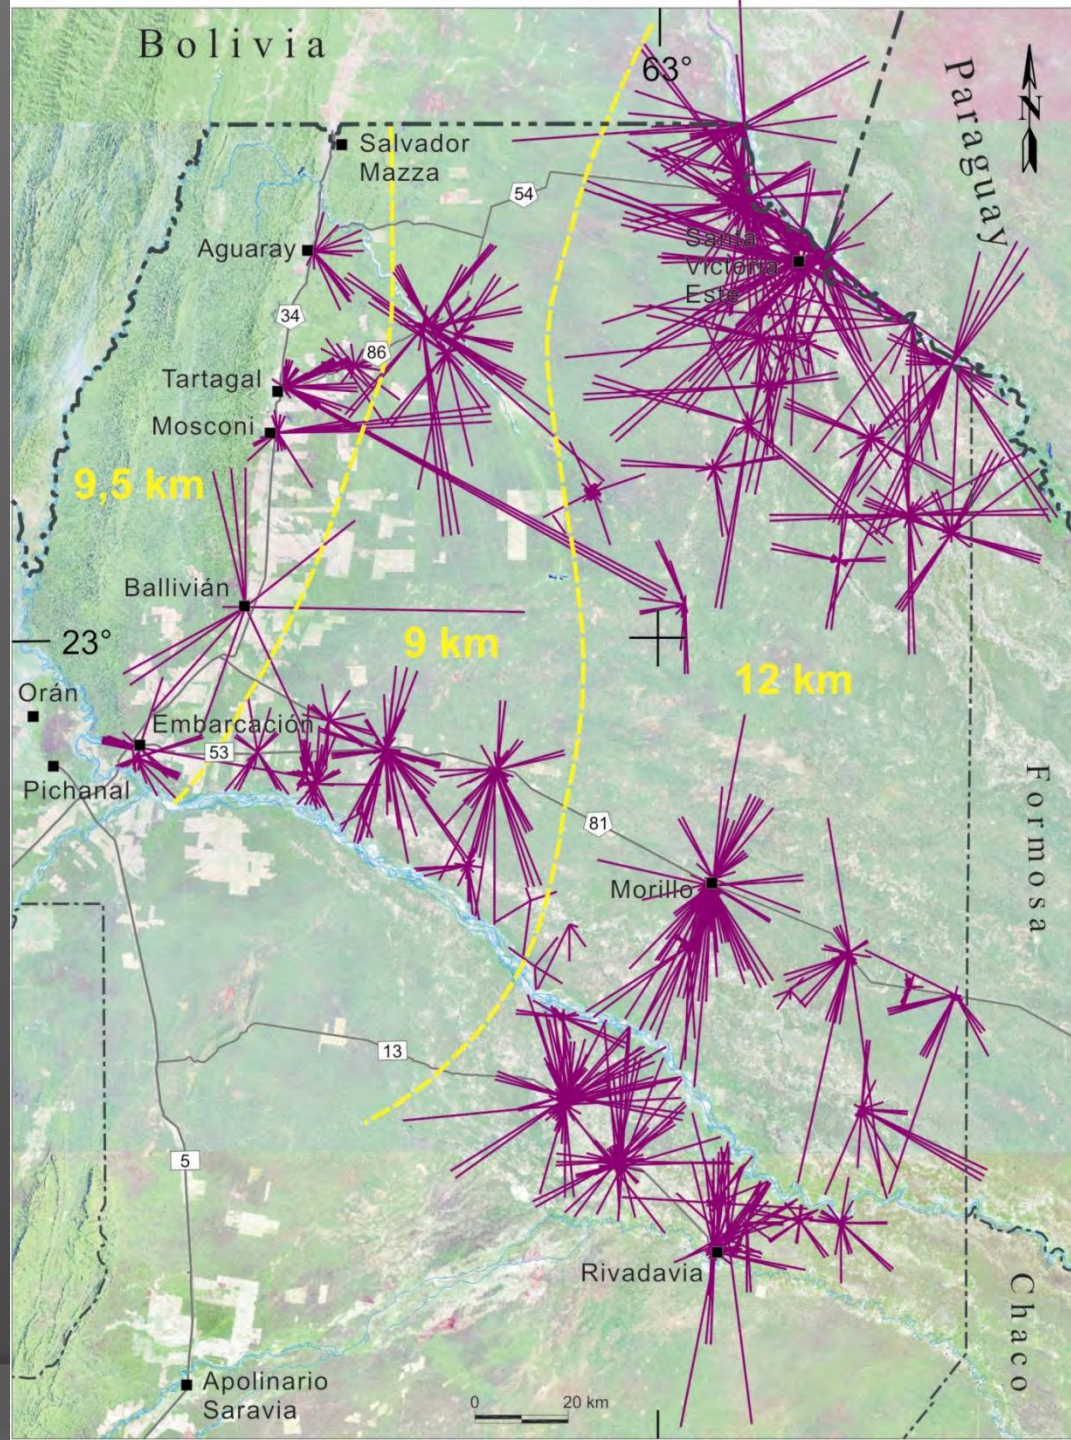 Bolivia
63°
Paraguay
N
Salvador
Mazza
54
Aguaray
Santa
Victoria
Este
34
86
Tartagal
Mosconi
9,5 km
Ballivián
23°
9 km
12 km
Orán
Embarcación
53
Pichanal
81
Formosa
Morillo
13
5
Rivadavia
Chaco
Apolinario
Saravia
0 20 km